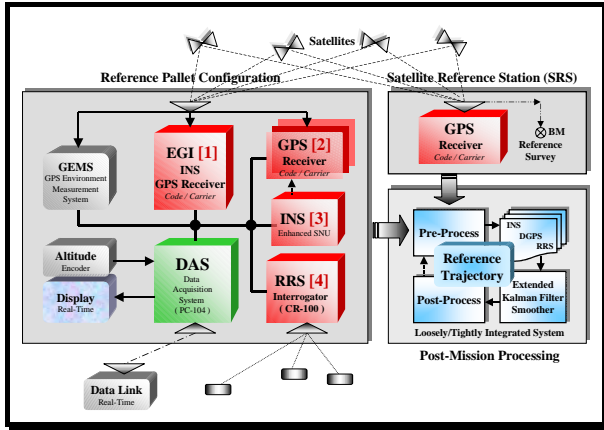 Satellites
Reference Pallet Configuration
Satellite Reference Station (SRS)
GEMS
GPS Environment
Measurement
System
EGI [1]
INS
GPS Receiver
Code / Carrier
GPS [2]
Receiver
Code / Carrier
INS [3]
Enhanced SNU
Altitude
Encoder
Display
Real-Time
DAS
Data
Acquisition
System
( PC-104 )
RRS [4]
Interrogator
( CR-100 )
Data Link
Real-Time
GPS
Receiver
Code / Carrier
BM
Reference
Survey
Pre-Process
INS
DGPS
RRS
Reference
Trajectory
Post-Process
Extended
Kalman Filter
Smoother
Loosely/Tightly Integrated System
Post-Mission Processing